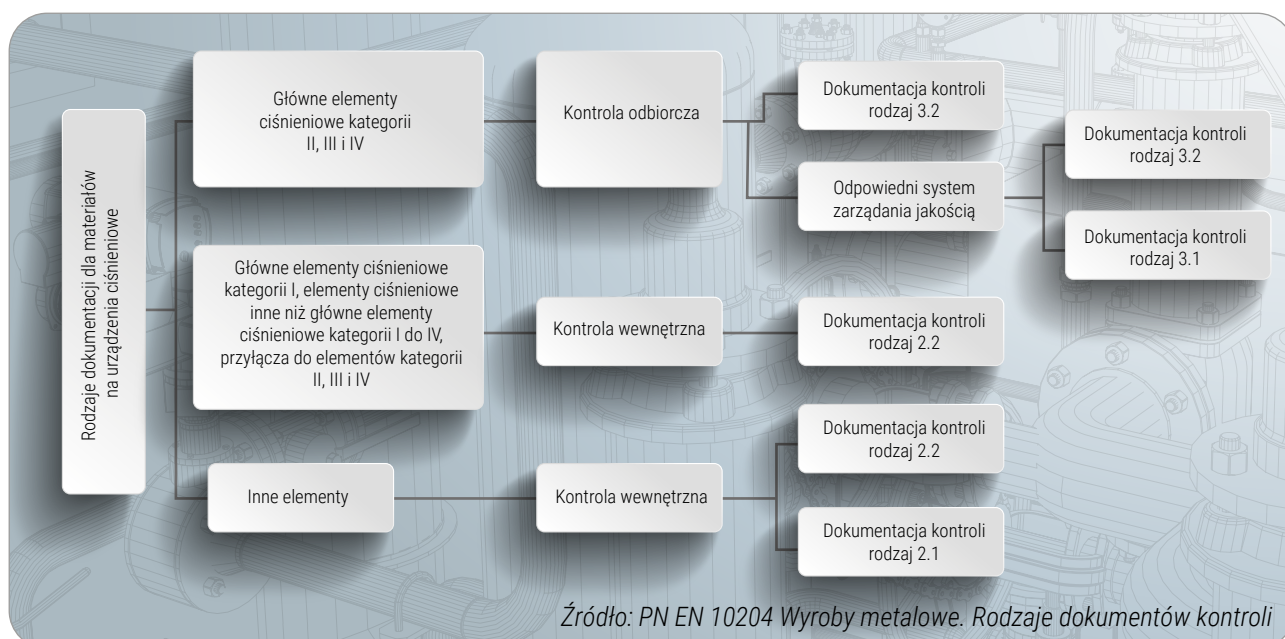 Rodzaje dokumentacji dla materiałów
na urządzenia ciśnieniowe
Główne elementy
ciśnieniowe kategorii
II, III i IV
Kontrola odbiorcza
Dokumentacja kontroli
rodzaj 3.2
Odpowiedni system
zarządania jakością
Dokumentacja kontroli
rodzaj 3.2
Dokumentacja kontroli
rodzaj 3.1
Główne elementy ciśnieniowe
kategorii I, elementy ciśnieniowe
inne niż główne elementy
ciśnieniowe kategorii I do IV,
przyłącza do elementów kategorii
II, III i IV
Kontrola wewnętrzna
Dokumentacja kontroli
rodzaj 2.2
Inne elementy
Kontrola wewnętrzna
Dokumentacja kontroli
rodzaj 2.2
Dokumentacja kontroli
rodzaj 2.1
Źródło: PN EN 10204 Wyroby metalowe. Rodzaje dokumentów kontroli